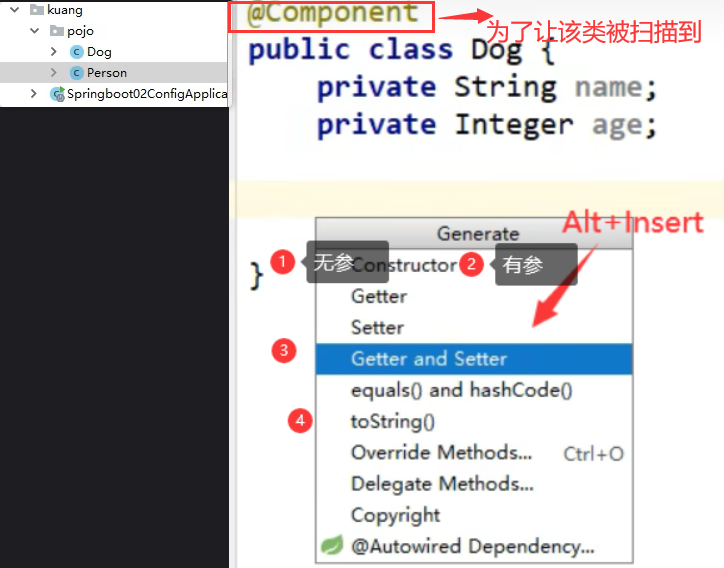 kuang
pojo
Dog
Person
Springboot02ConfigApplica
@Component
为了让该类被扫描到
public class Dog {
private String name;
private Integer age;
Alt+Insert
Generate
}
1 无参 Constructor 2 有参
Getter
Setter
3 Getter and Setter
equals() and hashCode()
4 toString()
Override Methods... Ctrl+O
Delegate Methods...
Copyright
@Autowired Dependency...